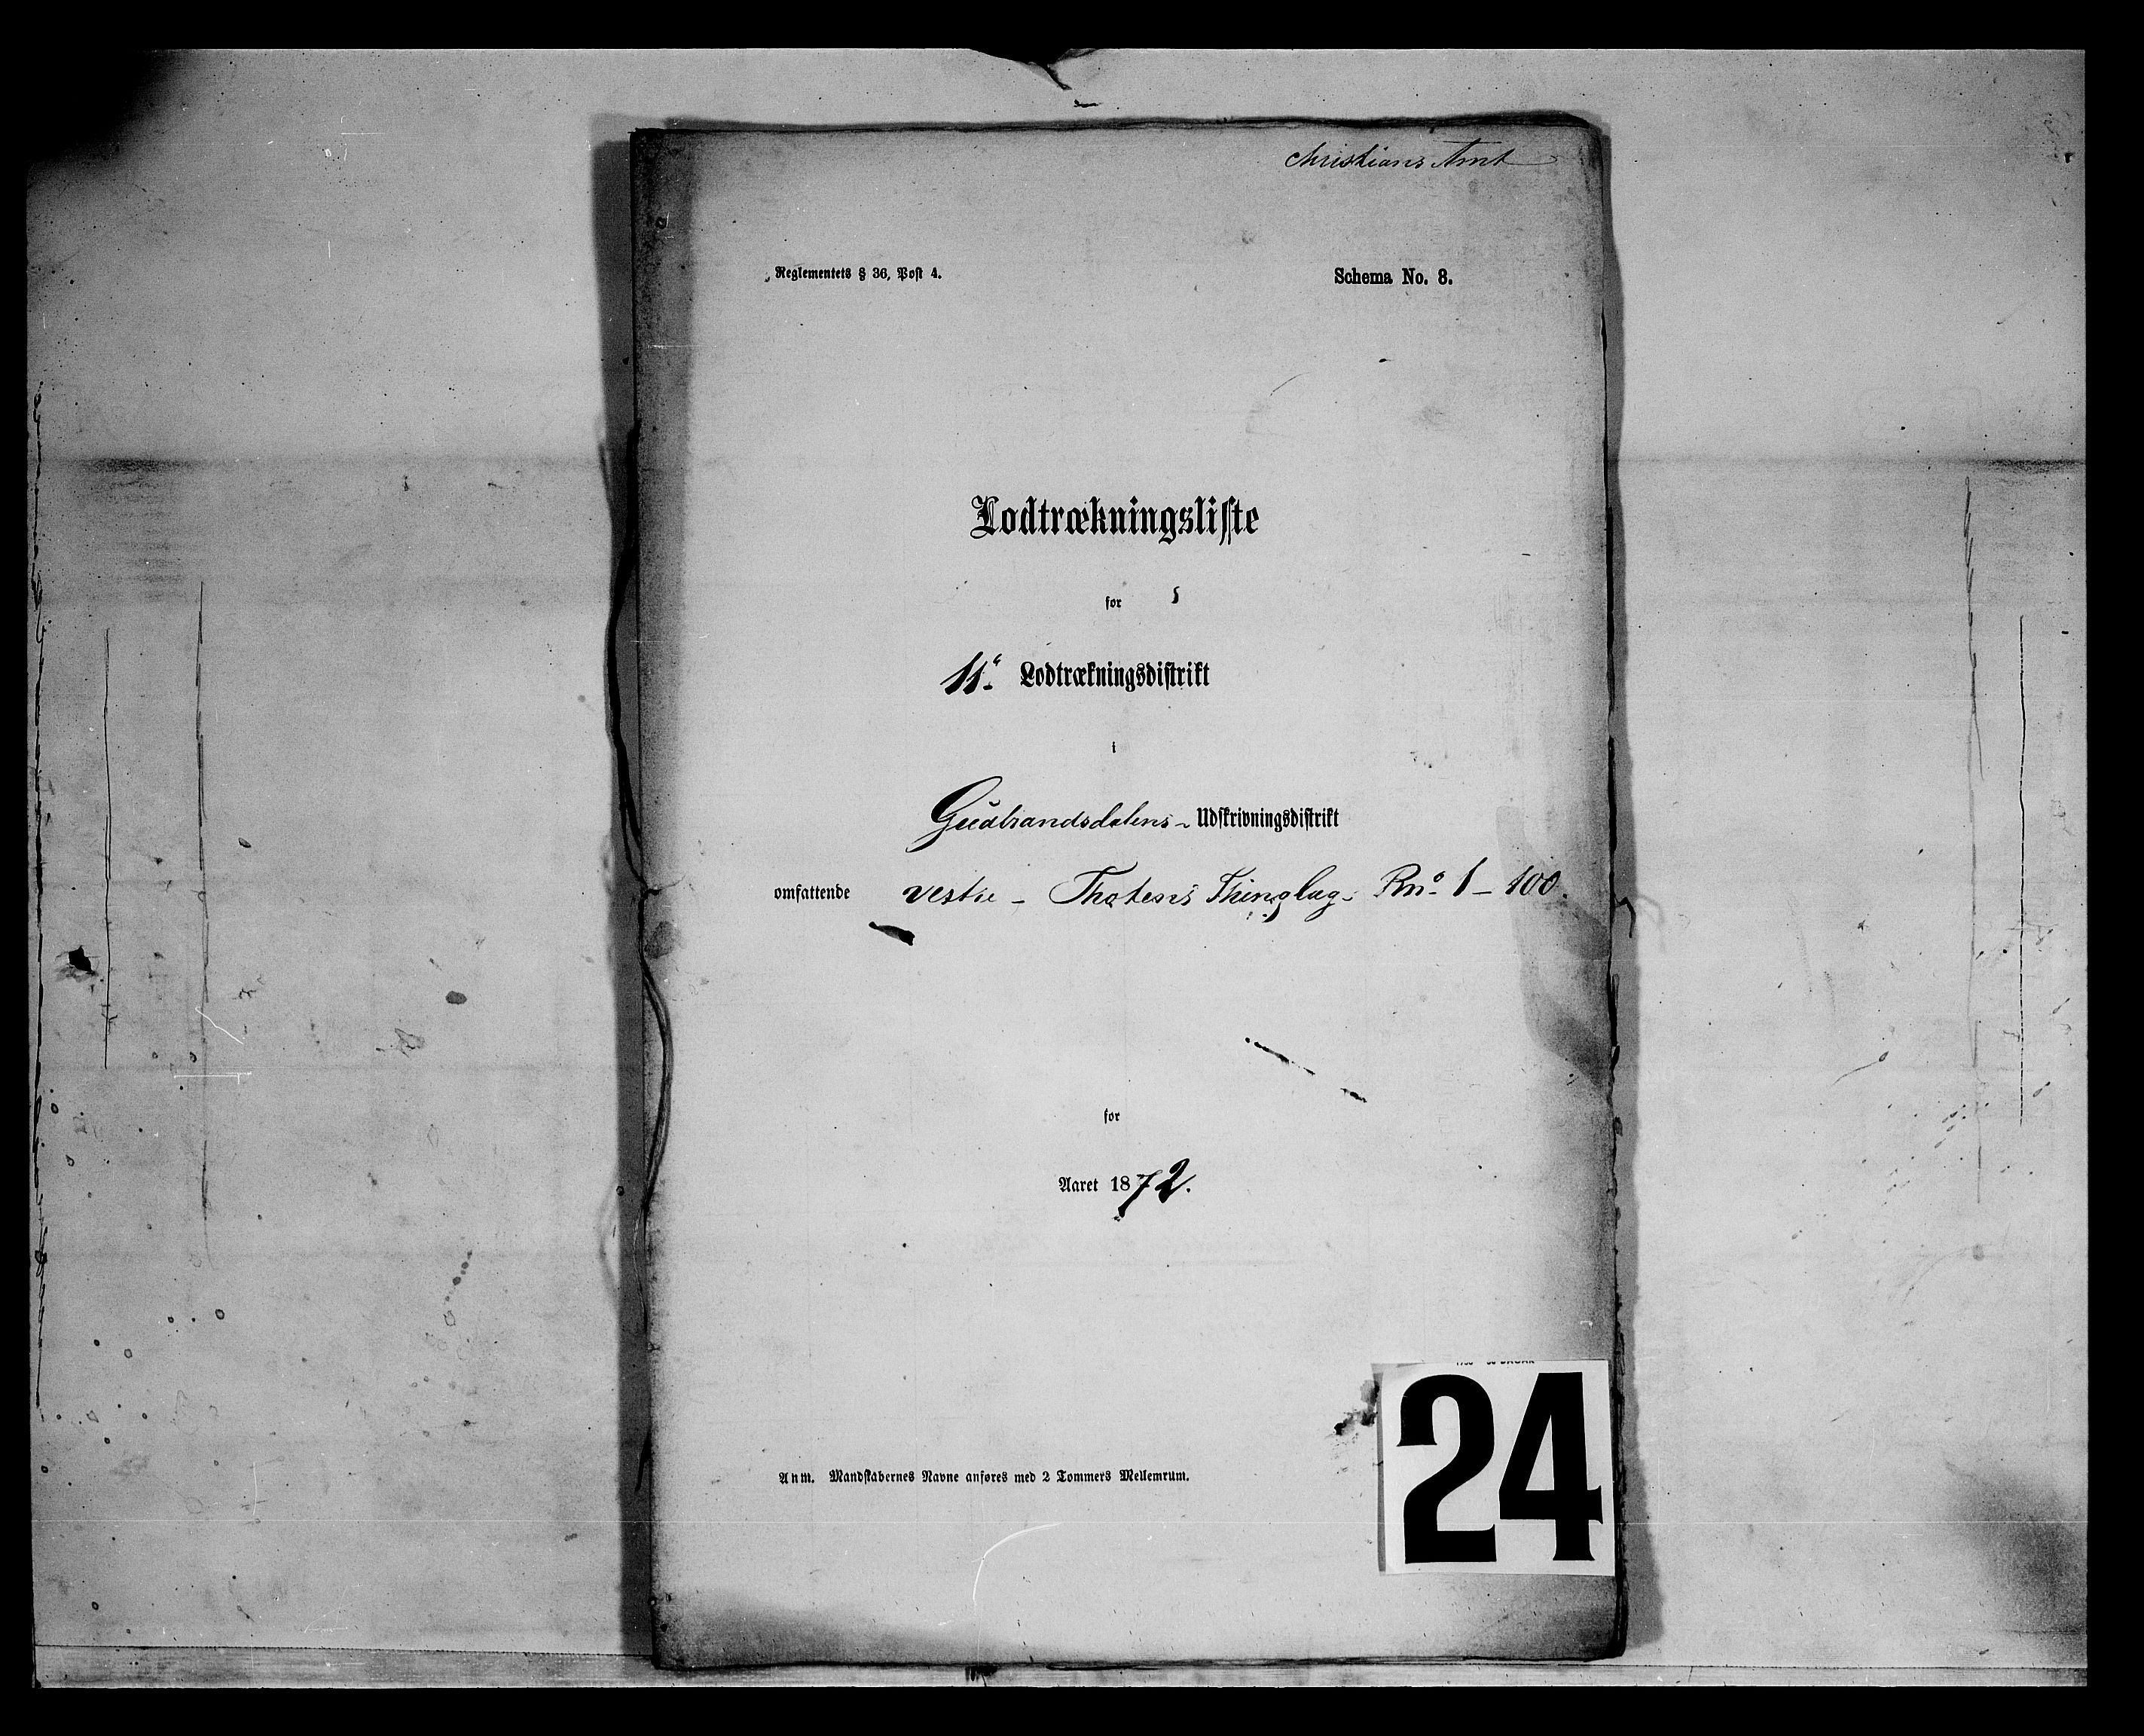 Christians Amt
Reglementets § 36, Post 4.
Schema No. 8.
Lodtrækningsliste
for
11te Lodtrækningsdistrikt
i
Gudbrandsdalens Udskrivningsdistrikt
omfattende vestre - Thotens Thinglag. Rno. 1 - 100.
for
Aaret 1872.
Anm. Mandskabernes Navne anføres med 2 Tommers Mellemrum.
24